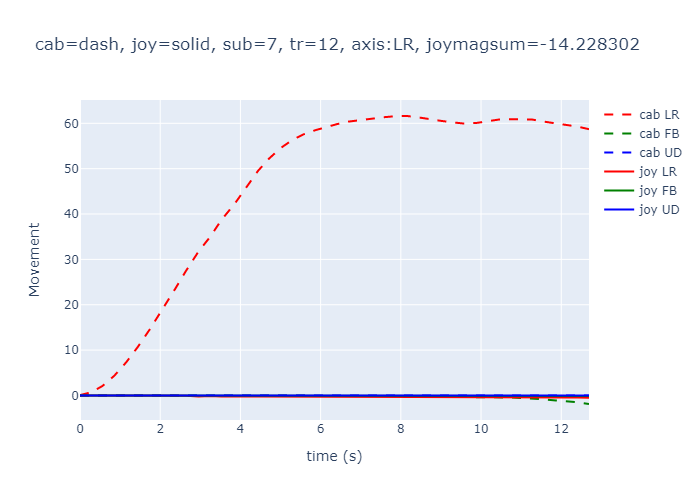 cab=dash, joy=solid, sub=7, tr=12, axis:LR, joymagsum=-14.228302
cab LR
cab FB
cab UD
joy LR
joy FB
joy UD
Movement
60
50
40
30
20
10
0
0 2 4 6 8 10 12
time (s)